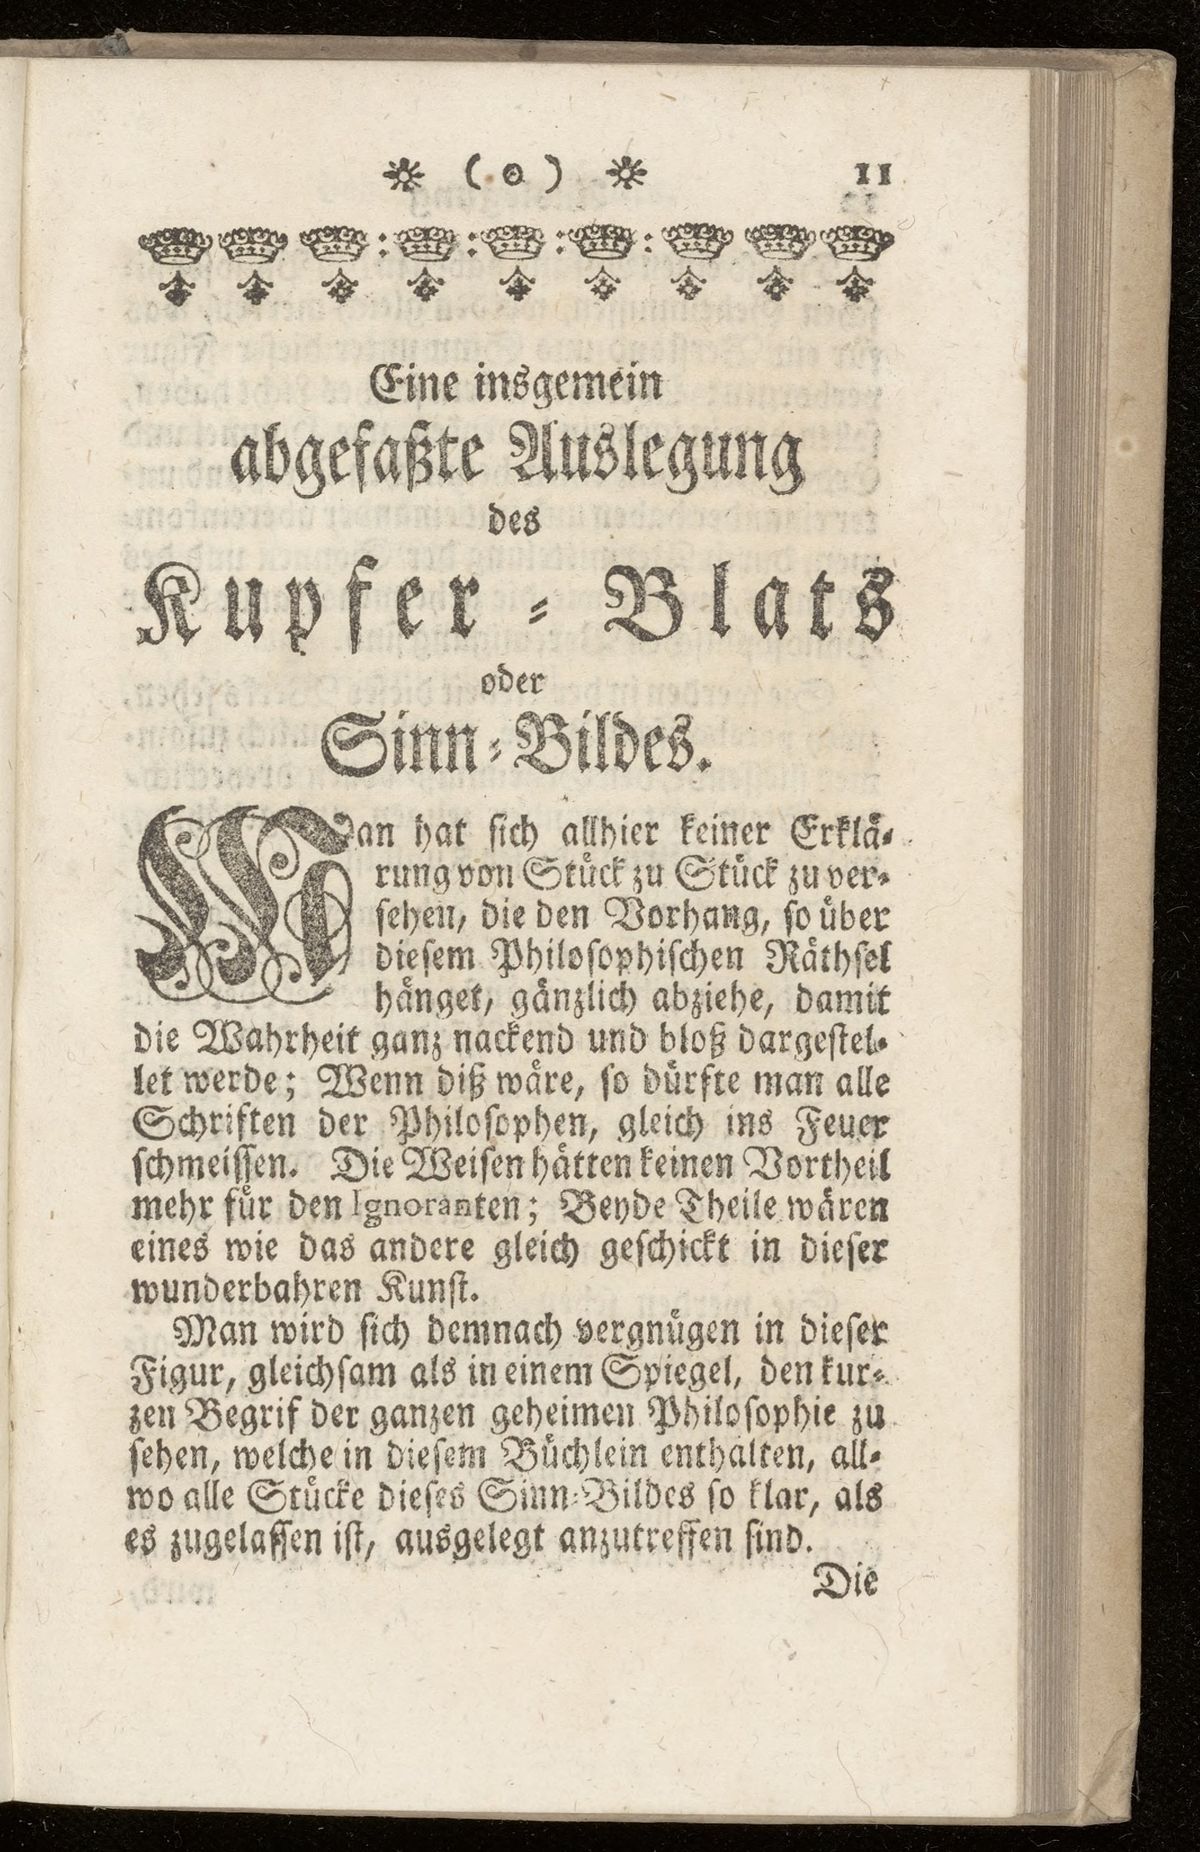 * (o) * 11
Eine insgemein
abgefaßte Auslegung
des
Kupfer-Blats
oder
Sinn-Bildes.
Man hat sich allhier keiner Erklä-
rung von Stück zu Stück zu ver-
sehen, die den Vorhang, so über
diesem Philosophischen Räthsel
hänget, gänzlich abziehe, damit
die Wahrheit ganz nackend und bloß dargestel-
let werde; Wenn diß wäre, so dürfte man alle
Schriften der Philosophen, gleich ins Feuer
schmeissen. Die Weisen hätten keinen Vortheil
mehr für den Ignoranten; Beyde Theile wären
eines wie das andere gleich geschickt in dieser
wunderbahren Kunst.
Man wird sich demnach vergnügen in dieser
Figur, gleichsam als in einem Spiegel, den kur-
zen Begrif der ganzen geheimen Philosophie zu
sehen, welche in diesem Büchlein enthalten, all-
wo alle Stücke dieses Sinn-Bildes so klar, als
es zugelassen ist, ausgelegt anzutreffen sind.
Die